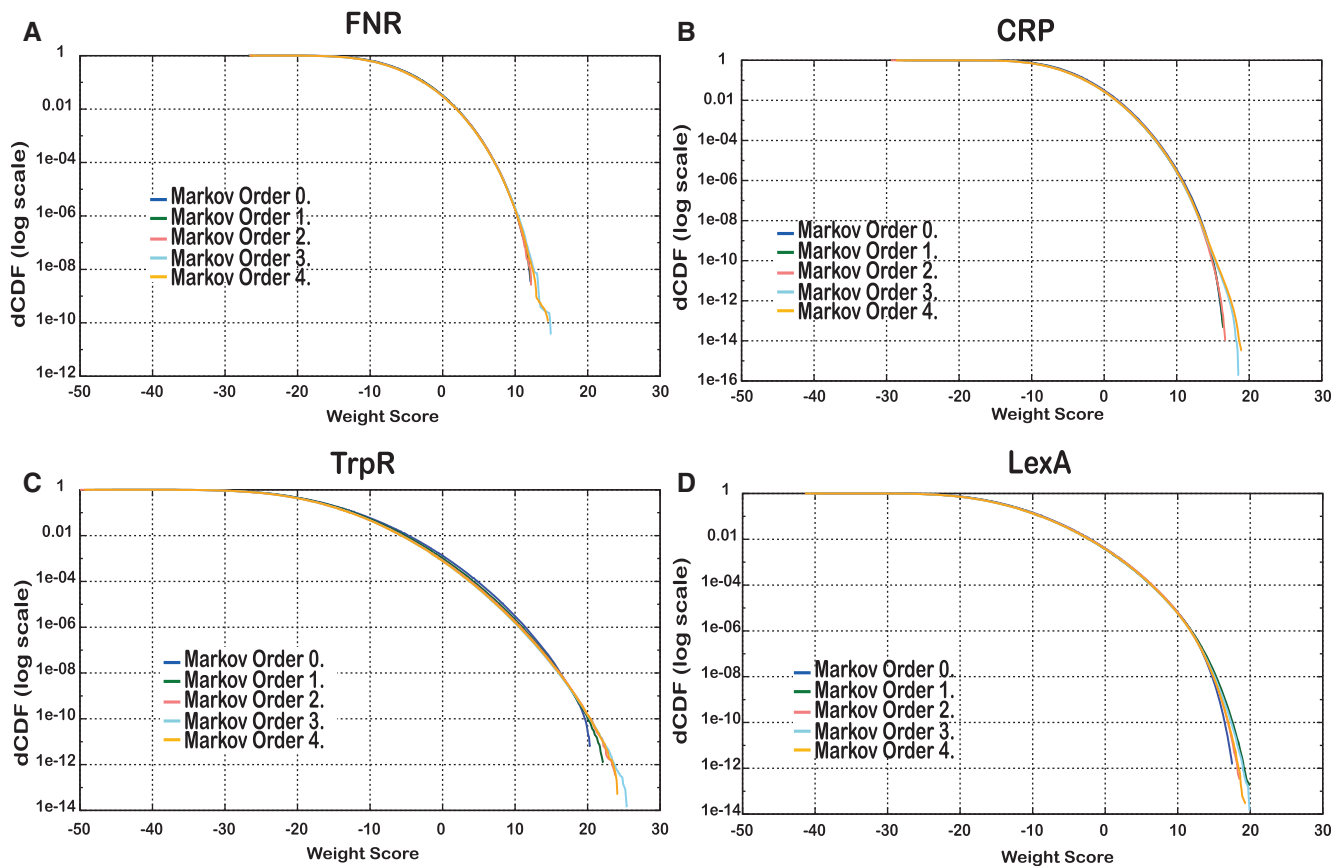 A
FNR
dCDF (log scale)
1
0.01
1e-04
1e-06
1e-08
1e-10
1e-12
Markov Order 0.
Markov Order 1.
Markov Order 2.
Markov Order 3.
Markov Order 4.
-50 -40 -30 -20 -10 0 10 20 30
Weight Score
B
CRP
dCDF (log scale)
1
0.01
1e-04
1e-06
1e-08
1e-10
1e-12
1e-14
1e-16
Markov Order 0.
Markov Order 1.
Markov Order 2.
Markov Order 3.
Markov Order 4.
-50 -40 -30 -20 -10 0 10 20 30
Weight Score
C
TrpR
dCDF (log scale)
1
0.01
1e-04
1e-06
1e-08
1e-10
1e-12
1e-14
Markov Order 0.
Markov Order 1.
Markov Order 2.
Markov Order 3.
Markov Order 4.
-50 -40 -30 -20 -10 0 10 20 30
Weight Score
D
LexA
dCDF (log scale)
1
0.01
1e-04
1e-06
1e-08
1e-10
1e-12
1e-14
Markov Order 0.
Markov Order 1.
Markov Order 2.
Markov Order 3.
Markov Order 4.
-50 -40 -30 -20 -10 0 10 20 30
Weight Score